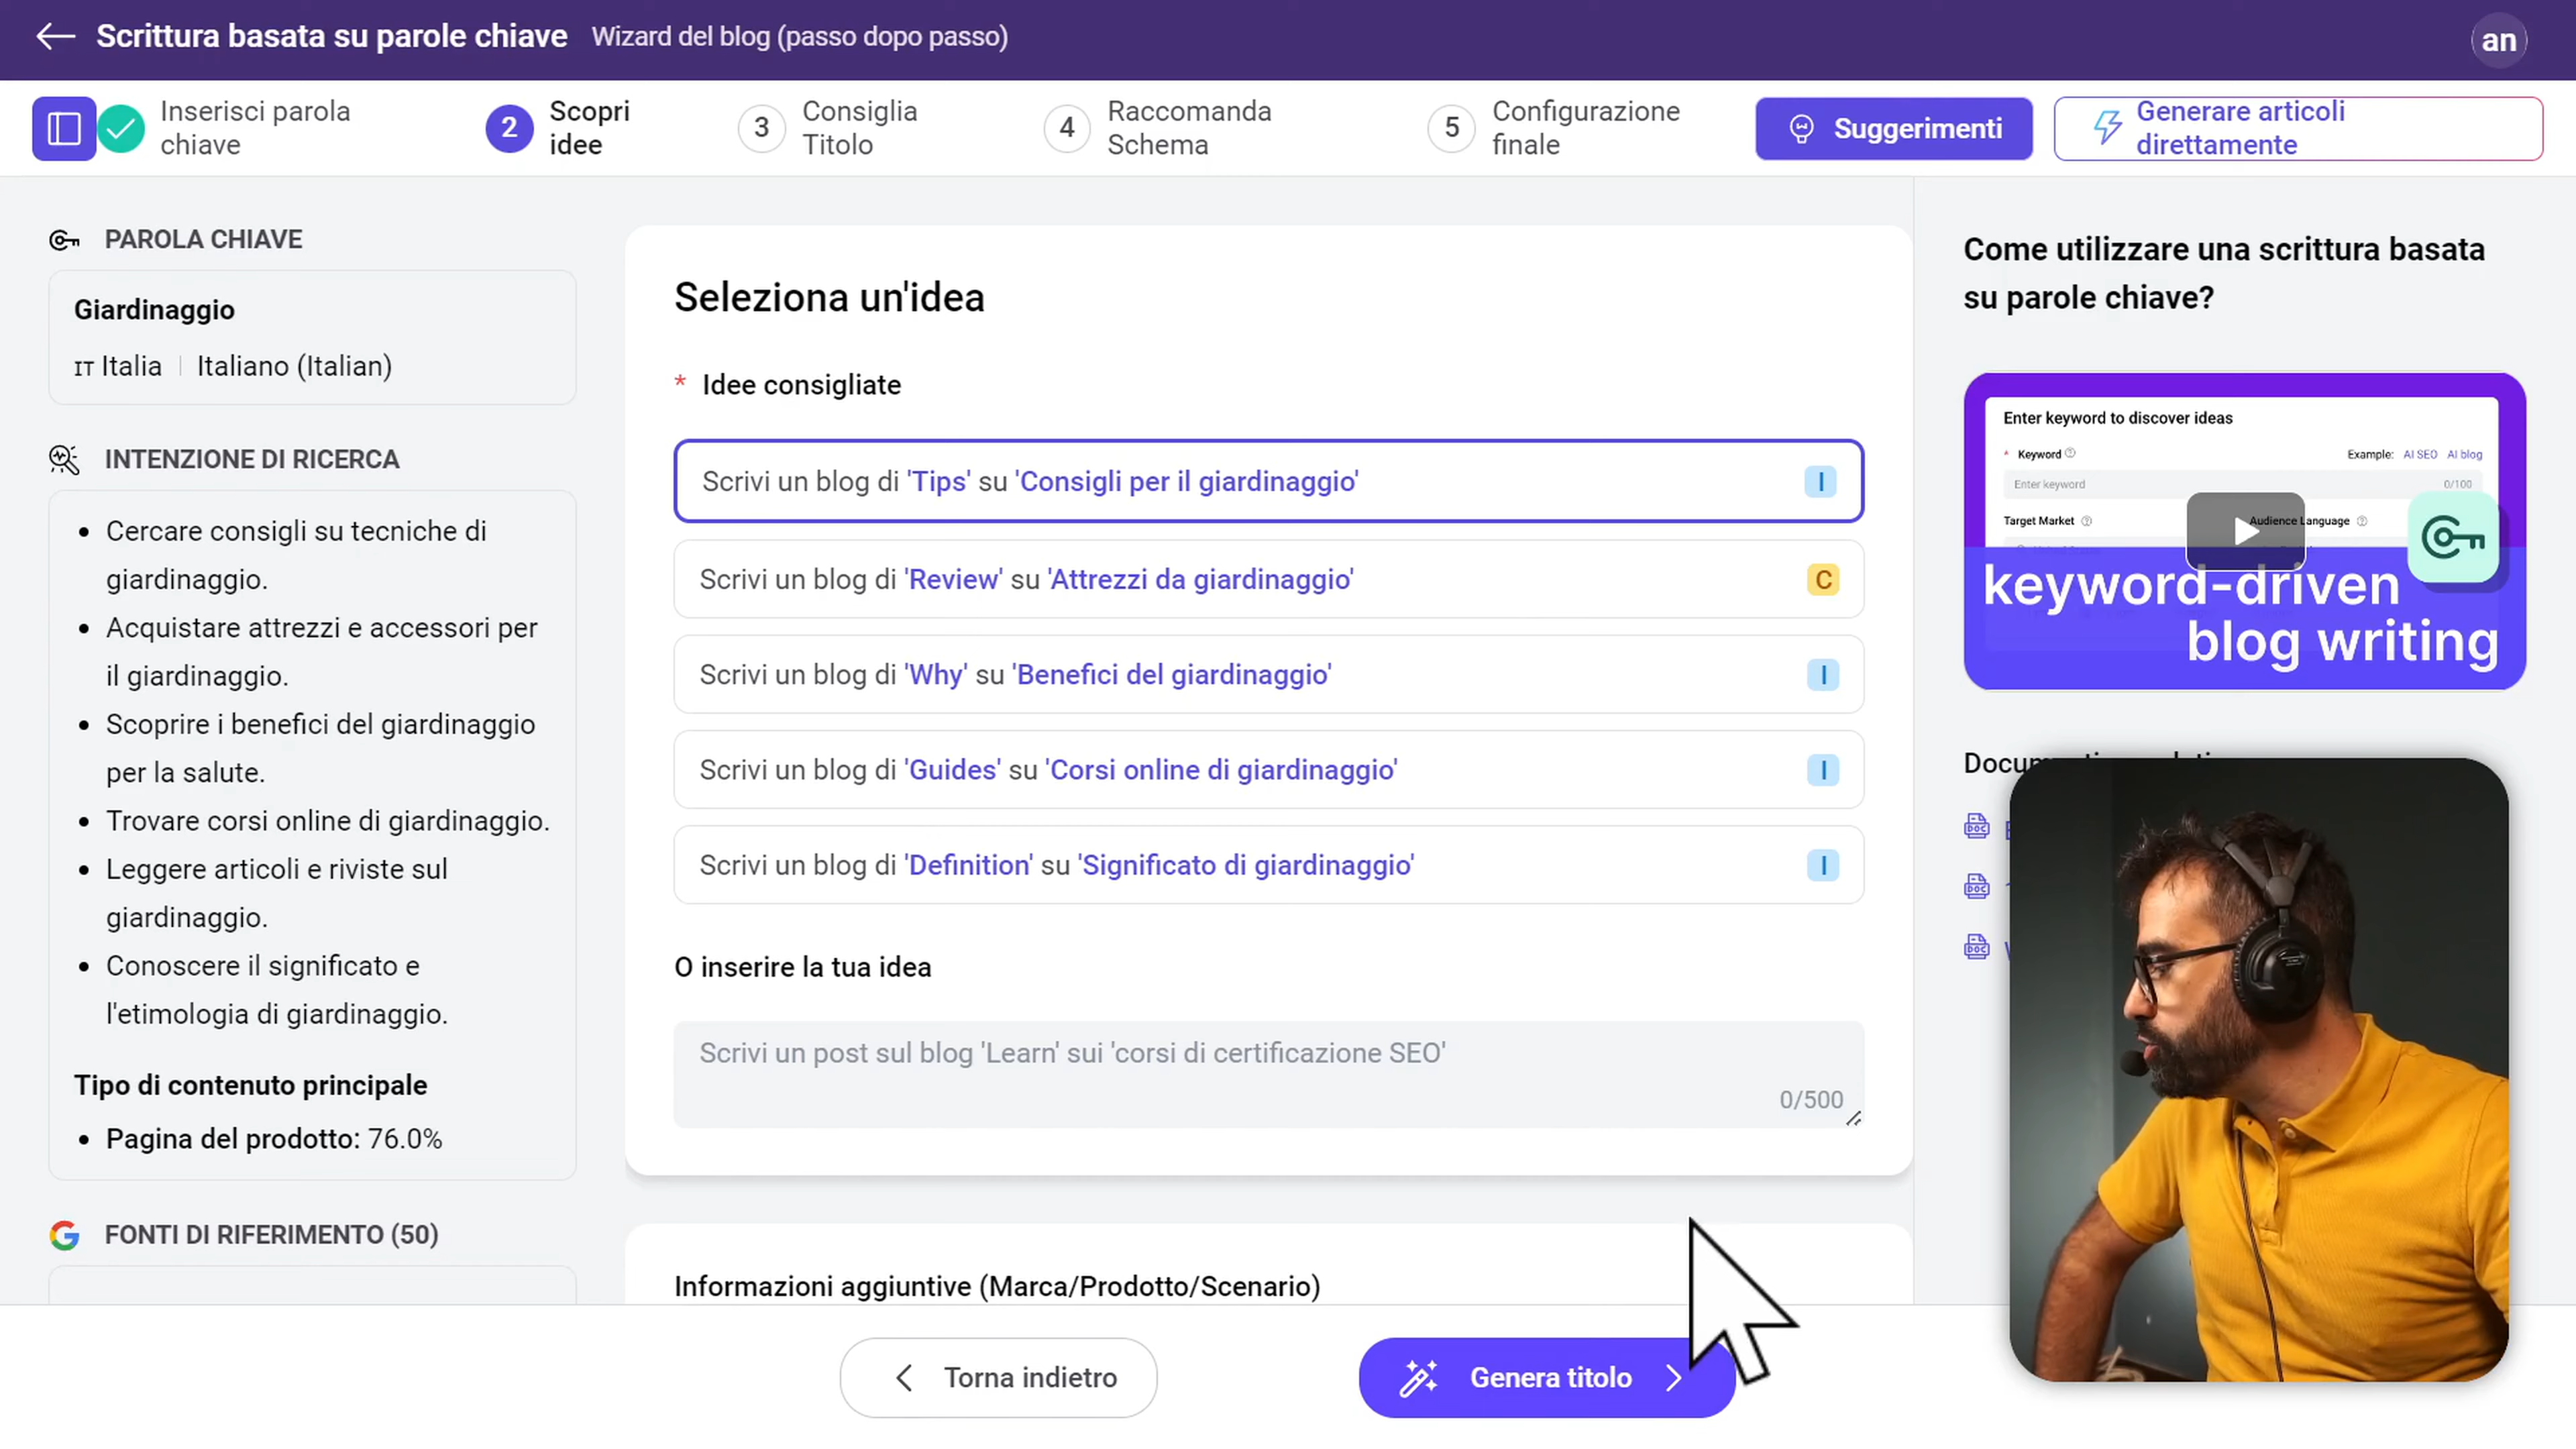 Scrittura basata su parole chiave Wizard del blog (passo dopo passo) an
Inserisci parola
chiave
2 Scopri
idee
3 Consiglia
Titolo
4 Raccomanda
Schema
5 Configurazione
finale
Suggerimenti
Generare articoli
direttamente
PAROLA CHIAVE
Giardinaggio
IT Italia | Italiano (Italian)
INTENZIONE DI RICERCA
• Cercare consigli su tecniche di
giardinaggio.
• Acquistare attrezzi e accessori per
il giardinaggio.
• Scoprire i benefici del giardinaggio
per la salute.
• Trovare corsi online di giardinaggio.
• Leggere articoli e riviste sul
giardinaggio.
• Conoscere il significato e
l'etimologia di giardinaggio.
Tipo di contenuto principale
• Pagina del prodotto: 76.0%
FONTI DI RIFERIMENTO (50)
Seleziona un'idea
* Idee consigliate
Scrivi un blog di 'Tips' su 'Consigli per il giardinaggio' I
Scrivi un blog di 'Review' su 'Attrezzi da giardinaggio' C
Scrivi un blog di 'Why' su 'Benefici del giardinaggio' I
Scrivi un blog di 'Guides' su 'Corsi online di giardinaggio' I
Scrivi un blog di 'Definition' su 'Significato di giardinaggio' I
O inserire la tua idea
Scrivi un post sul blog 'Learn' sui 'corsi di certificazione SEO'
0/500
Informazioni aggiuntive (Marca/Prodotto/Scenario)
Torna indietro
Genera titolo
Come utilizzare una scrittura basata
su parole chiave?
Enter keyword to discover ideas
* Keyword Example: AI SEO AI blog
Enter keyword 0/100
Target Market Audience Language
keyword-driven
blog writing
DOC
DOC
DOC